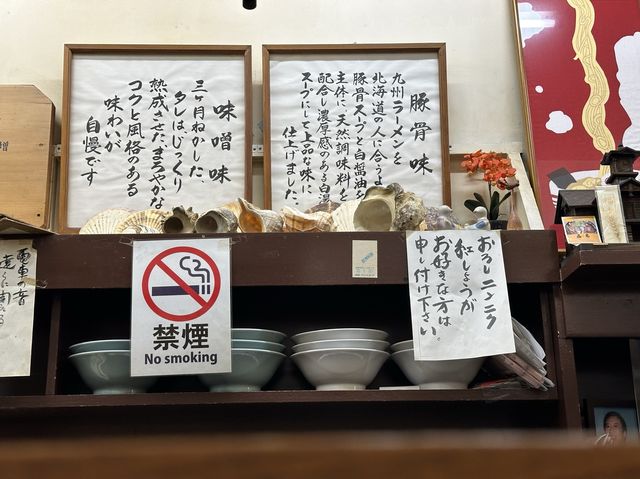 味噌味
三ヶ月ねかした、
タレは、じっくり
熟成させたまろやかな
コクと風格のある
味わいが
自慢です
豚骨味
九州ラーメンを
北海道の人に合うよ
豚骨スープと白醤油を
主体に、天然調味料を
配合し濃厚感のある白湯
スープにして上品な味に、
仕上げました。
禁煙
No smoking
おろしニンニク
紅しょうが
お好きな方は
申し付け下さい。
電車の音